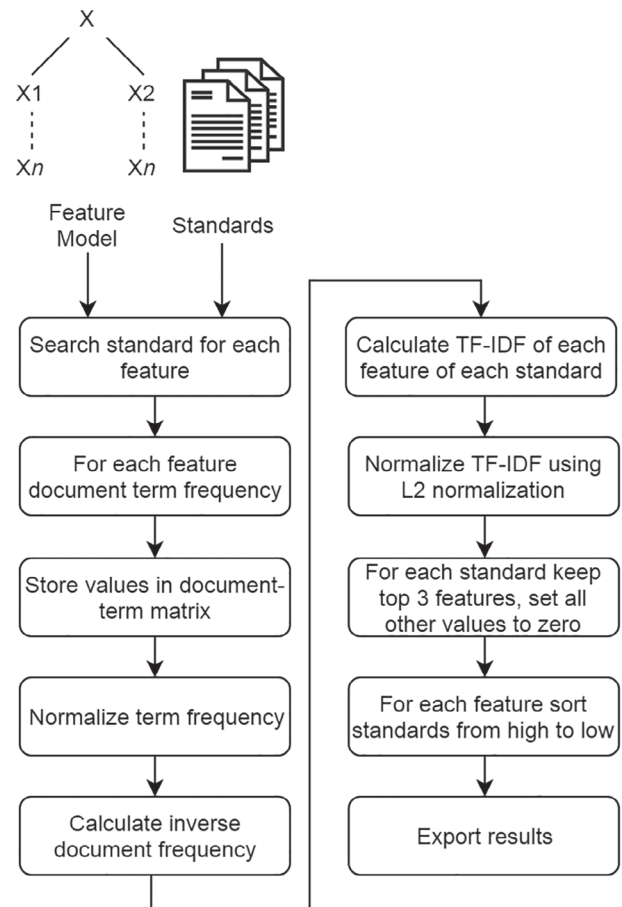 X
X1 X2
Xn Xn
Feature
Model
Standards
Search standard for each
feature
For each feature
document term frequency
Store values in document-
term matrix
Normalize term frequency
Calculate inverse
document frequency
Calculate TF-IDF of each
feature of each standard
Normalize TF-IDF using
L2 normalization
For each standard keep
top 3 features, set all
other values to zero
For each feature sort
standards from high to low
Export results